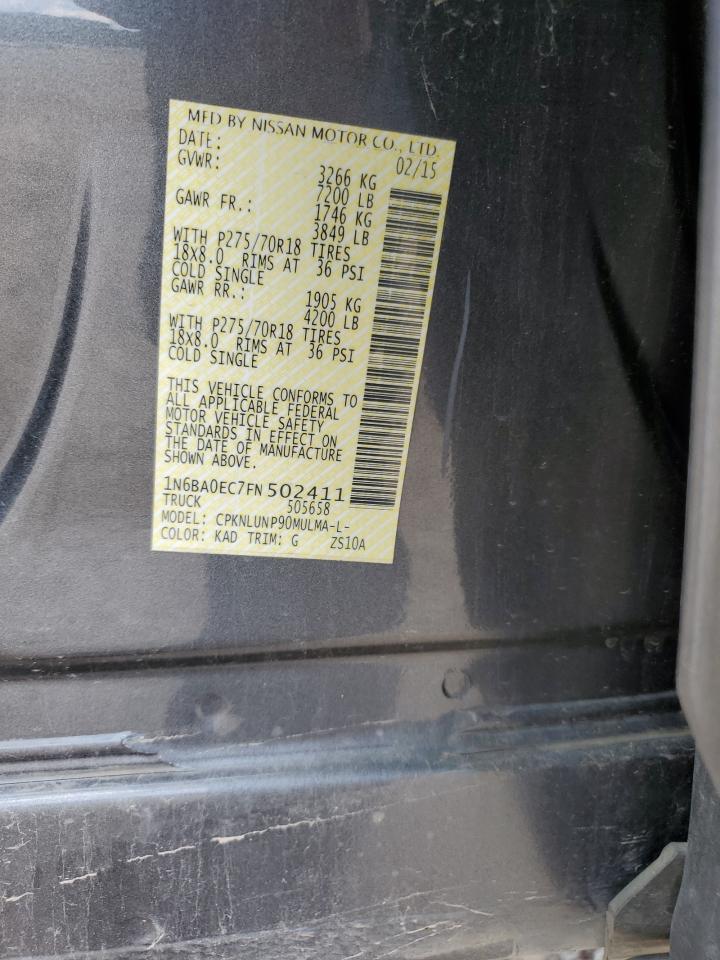 MFD BY NISSAN MOTOR CO., LTD.
DATE: 02/15
GVWR: 3266 KG
7200 LB
GAWR FR.: 1746 KG
3849 LB
WITH P275/70R18 TIRES
18X8.0 RIMS AT 36 PSI
COLD SINGLE
GAWR RR.: 1905 KG
4200 LB
WITH P275/70R18 TIRES
18X8.0 RIMS AT 36 PSI
COLD SINGLE
THIS VEHICLE CONFORMS TO
ALL APPLICABLE FEDERAL
MOTOR VEHICLE SAFETY
STANDARDS IN EFFECT ON
THE DATE OF MANUFACTURE
SHOWN ABOVE.
1N6BA0EC7FN502411
TRUCK 505658
MODEL: CPKNLUNP90MULMA-L-
COLOR: KAD TRIM: G ZS10A